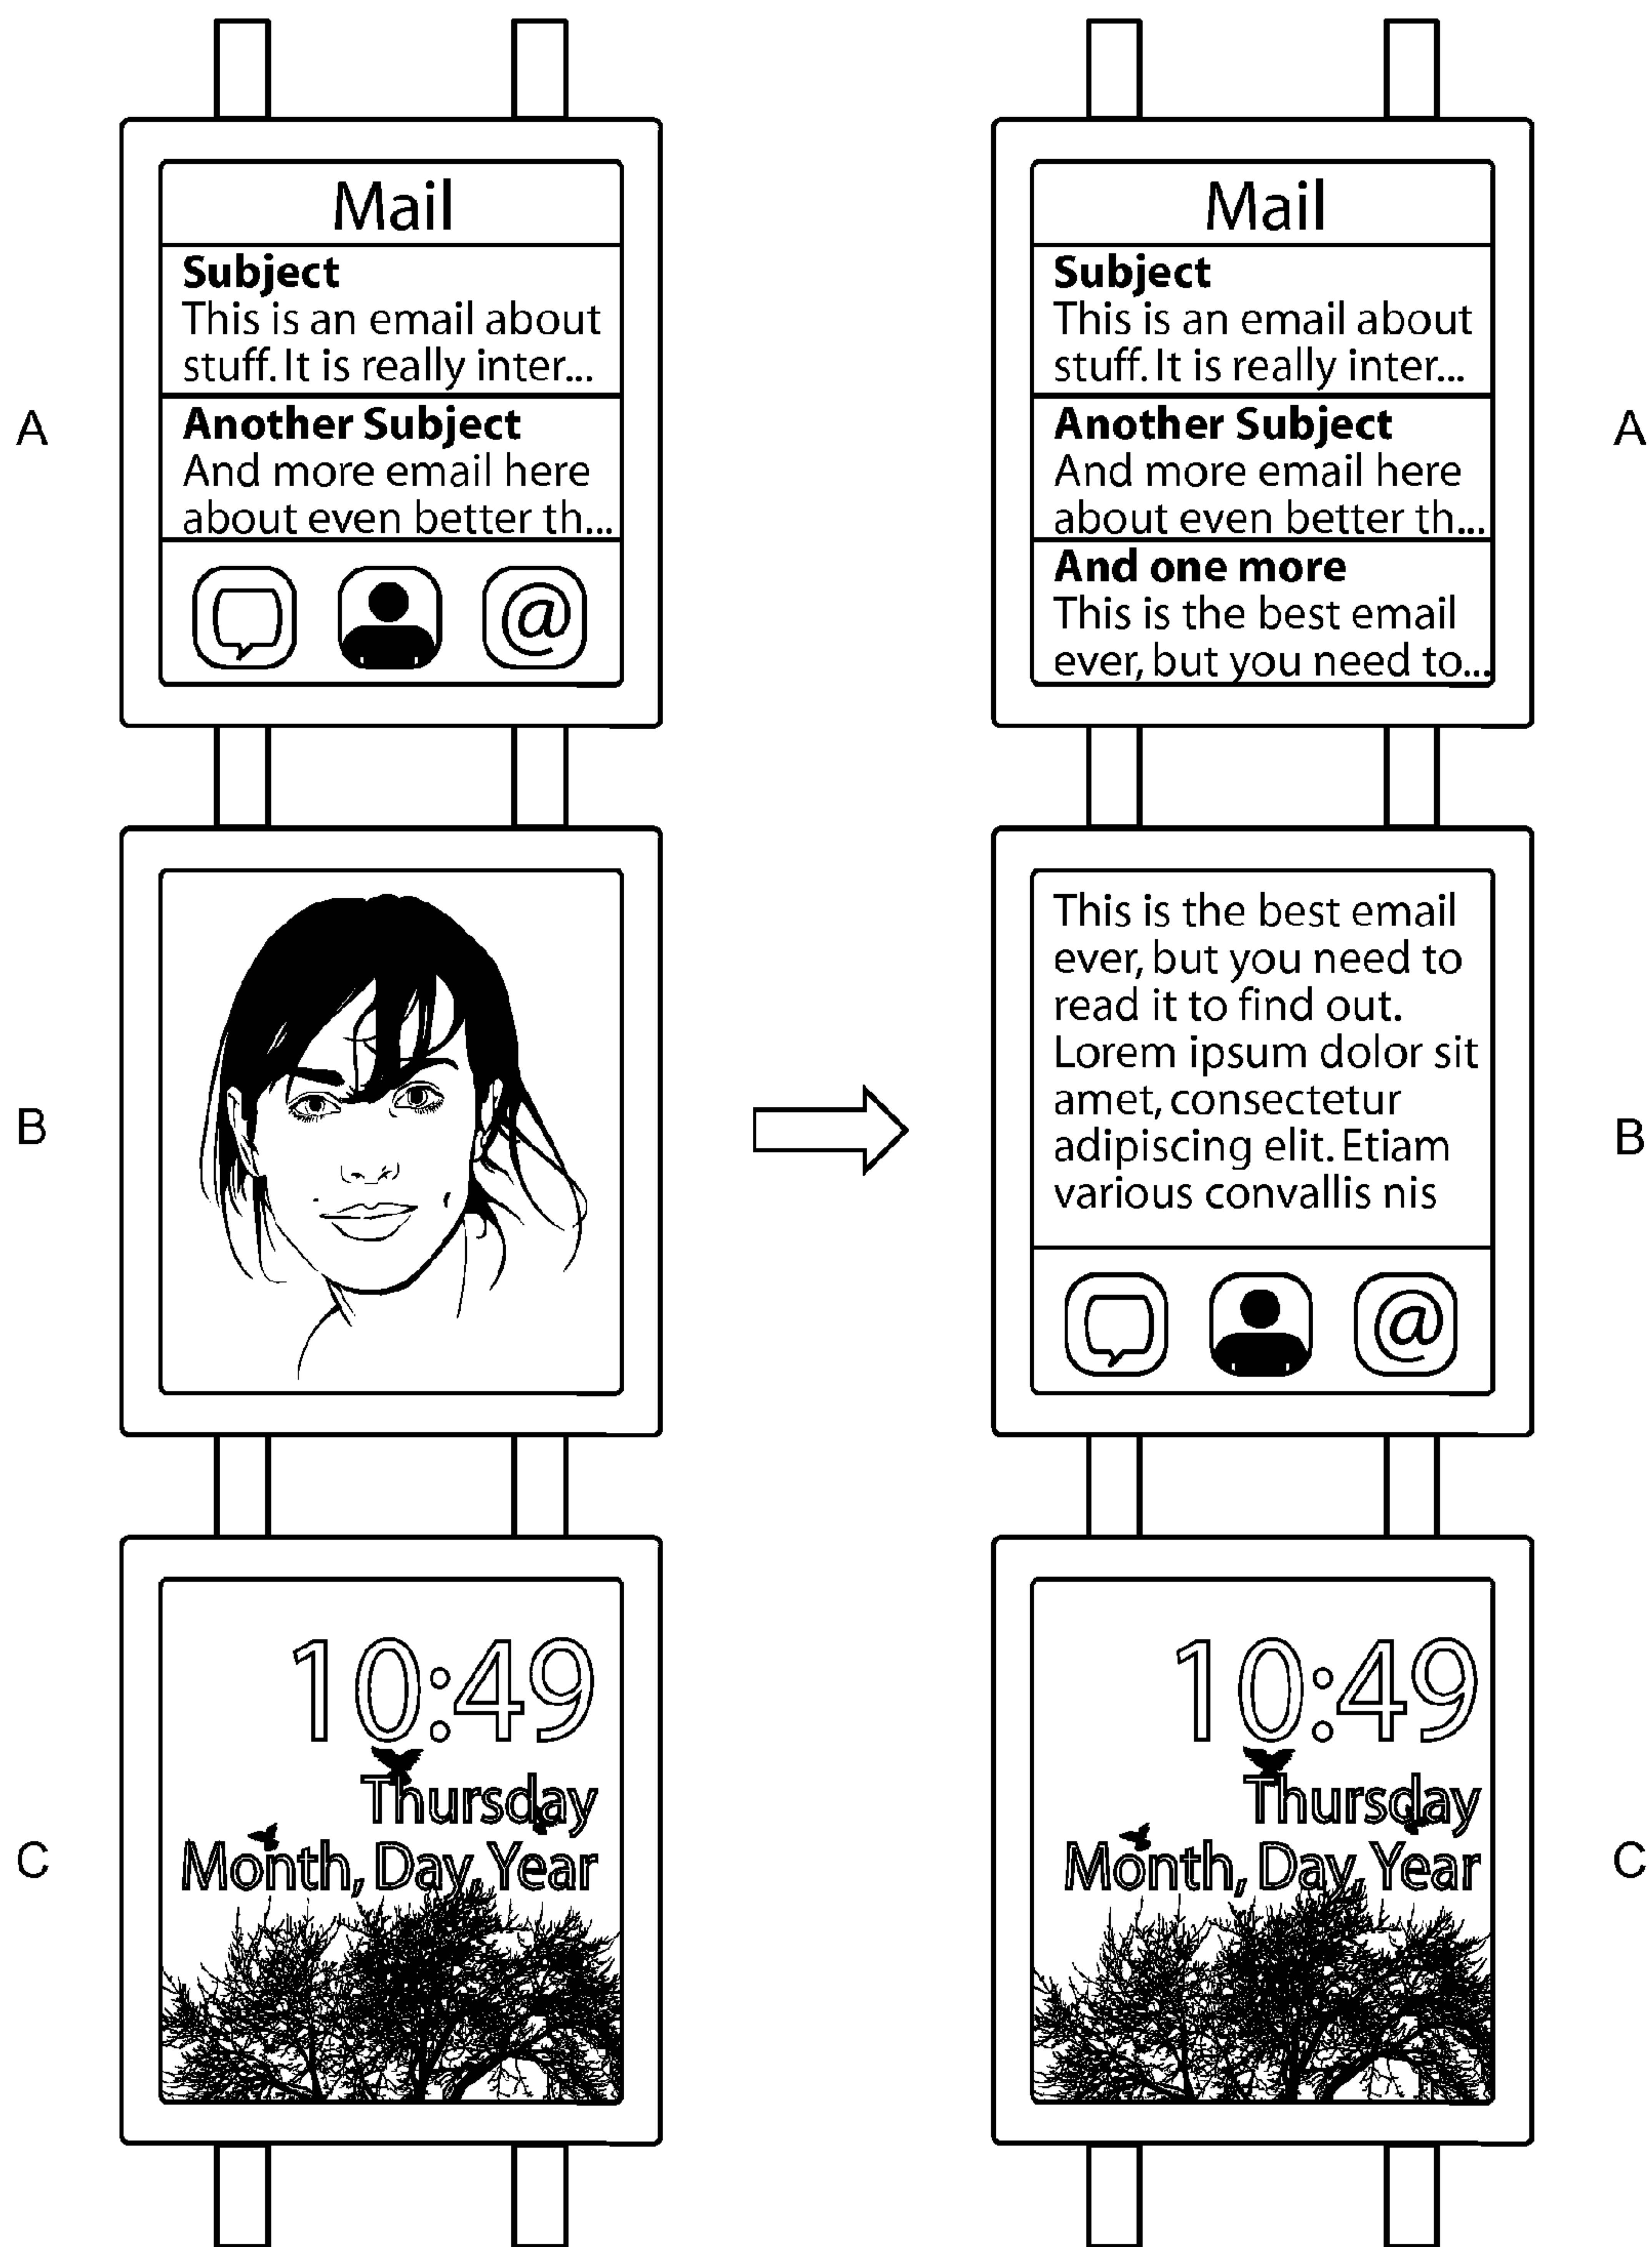 Mail
Subject
This is an email about
stuff. It is really inter...
A
Another Subject
And more email here
about even better th...
@
B
10:49
Thursday
C
Month, Day, Year
Mail
Subject
This is an email about
stuff. It is really inter...
Another Subject
A
And more email here
about even better th...
And one more
This is the best email
ever, but you need to...
This is the best email
ever, but you need to
read it to find out.
Lorem ipsum dolor sit
amet, consectetur
B
adipiscing elit. Etiam
various convallis nis
@
10:49
Thursday
Month, Day, Year
C